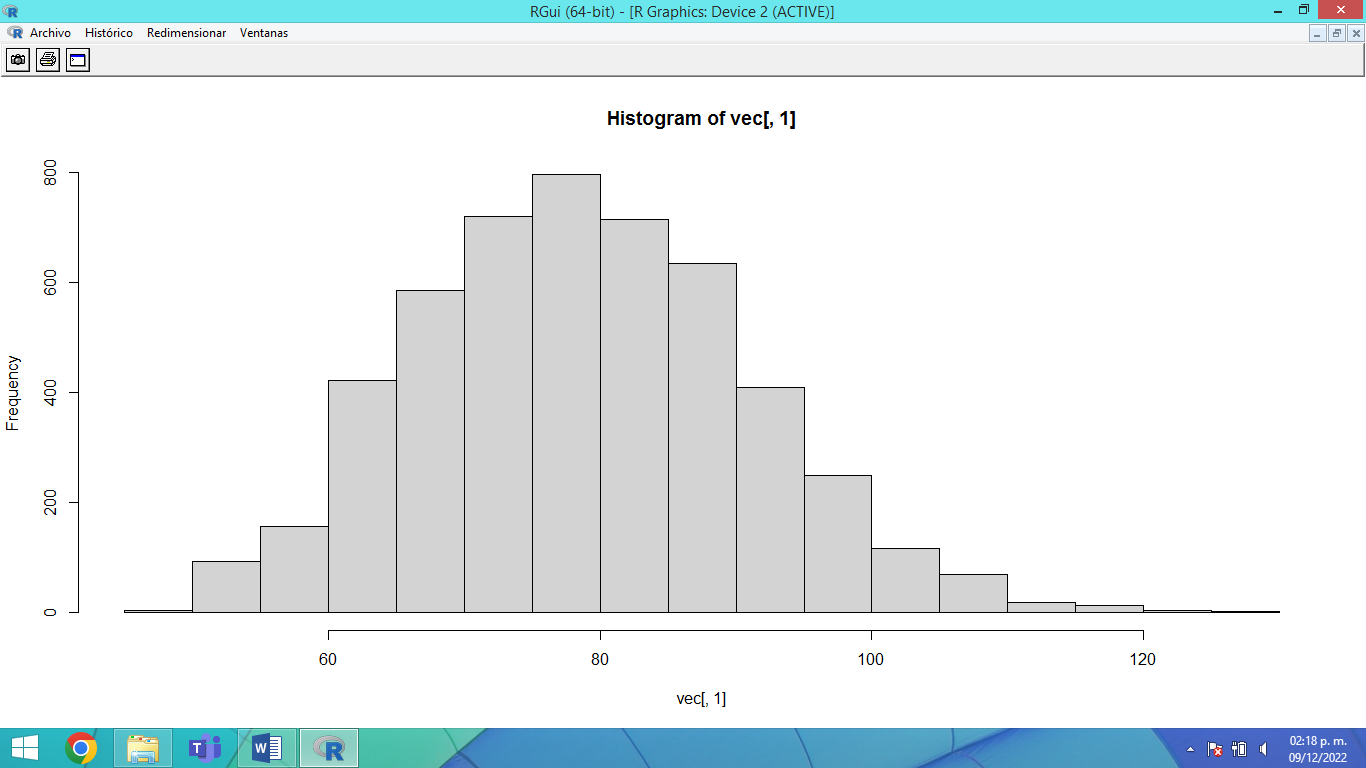 RGui (64-bit) - [R Graphics: Device 2 (ACTIVE)]
Archivo Histórico Redimensionar Ventanas
Histogram of vec[, 1]
Frequency
800
600
400
200
0
60 80 100 120
vec[, 1]
02:18 p. m.
09/12/2022